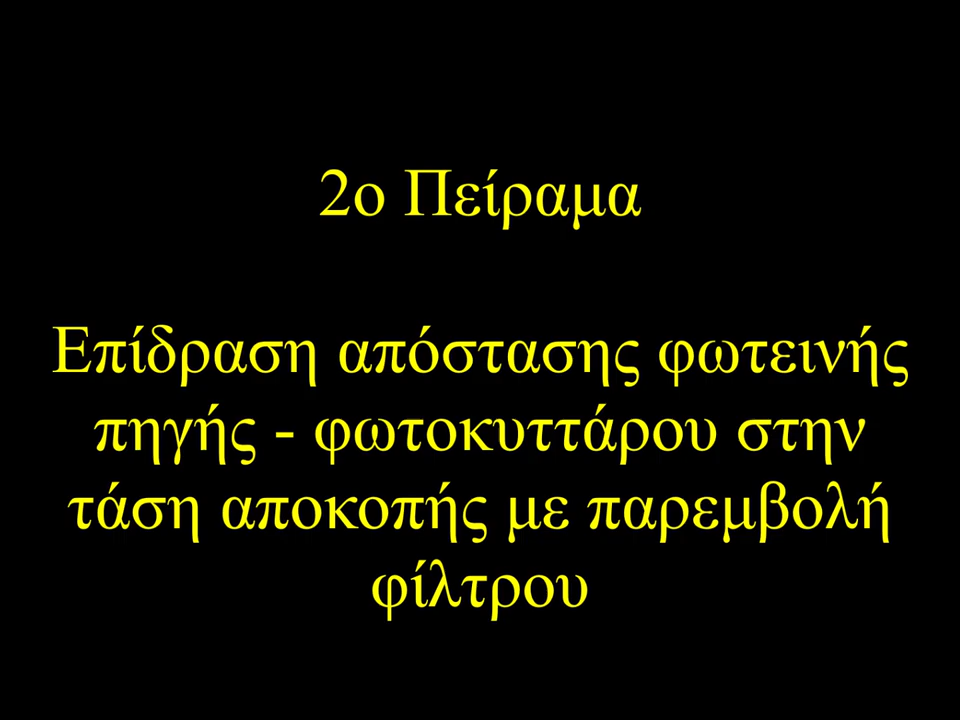 2ο Πείραμα
Επίδραση απόστασης φωτεινής
πηγής - φωτοκυττάρου στην
τάση αποκοπής με παρεμβολή
φίλτρου